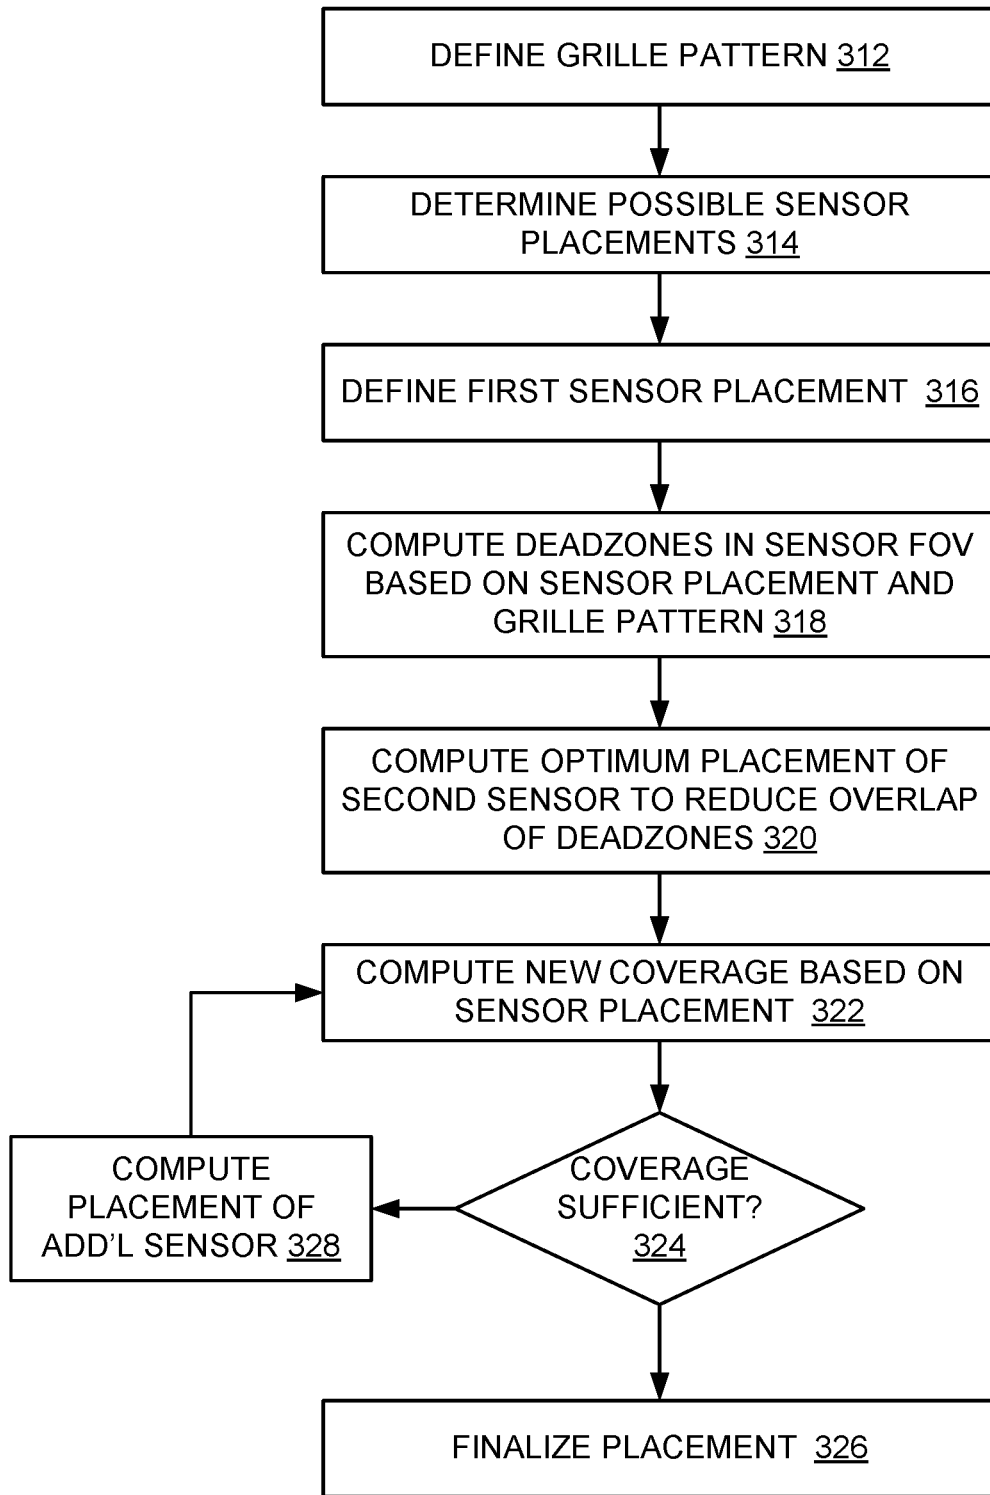 DEFINE GRILLE PATTERN 312
DETERMINE POSSIBLE SENSOR
PLACEMENTS 314
DEFINE FIRST SENSOR PLACEMENT 316
COMPUTE DEADZONES IN SENSOR FOV
BASED ON SENSOR PLACEMENT AND
GRILLE PATTERN 318
COMPUTE OPTIMUM PLACEMENT OF
SECOND SENSOR TO REDUCE OVERLAP
OF DEADZONES 320
COMPUTE NEW COVERAGE BASED ON
SENSOR PLACEMENT 322
COVERAGE
SUFFICIENT?
324
COMPUTE
PLACEMENT OF
ADD'L SENSOR 328
FINALIZE PLACEMENT 326